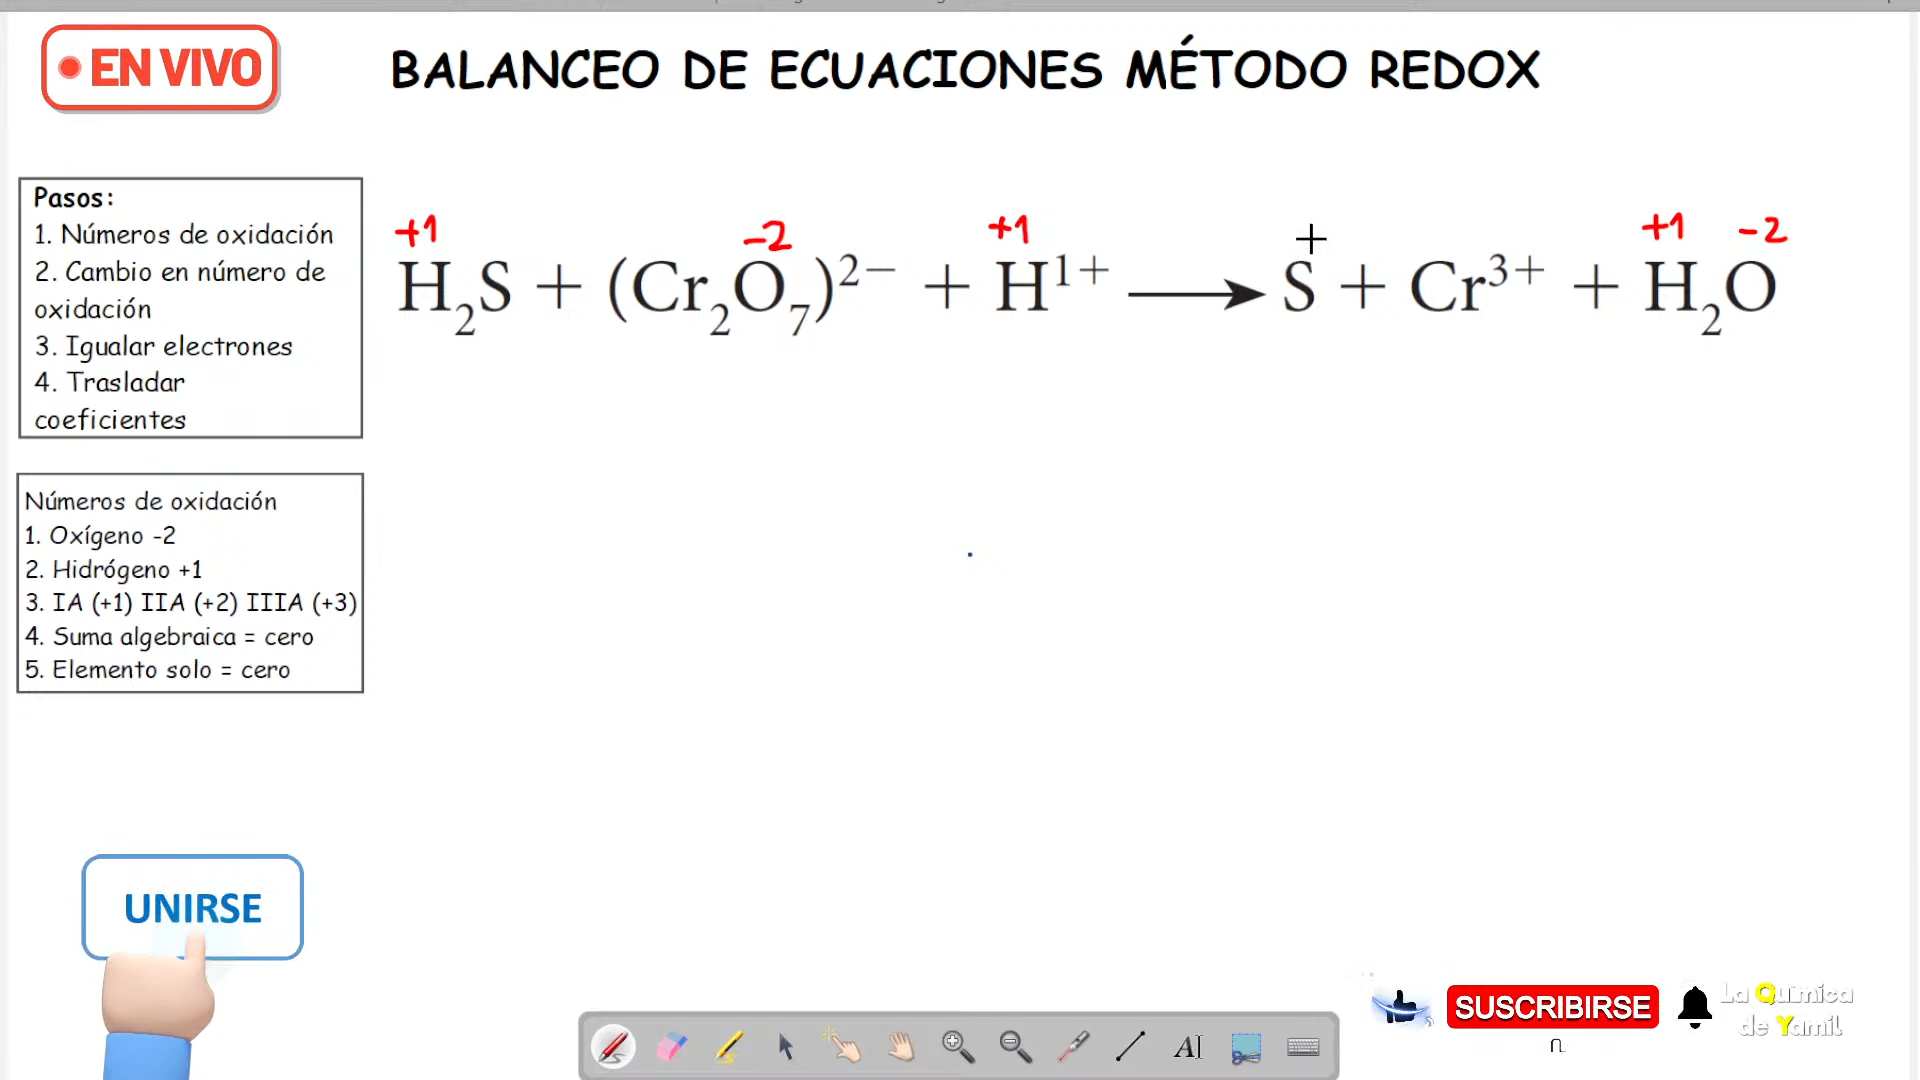 EN VIVO
BALANCEO DE ECUACIONES MÉTODO REDOX
Pasos:
1. Números de oxidación
2. Cambio en número de
oxidación
3. Igualar electrones
4. Trasladar
coeficientes
+1 -2 +1 +1 -2
H₂S + (Cr₂O₇)²⁻ + H¹⁺ ⟶ S + Cr³⁺ + H₂O
Números de oxidación
1. Oxígeno -2
2. Hidrógeno +1
3. IA (+1) IIA (+2) IIIA (+3)
4. Suma algebraica = cero
5. Elemento solo = cero
UNIRSE
SUSCRIBIRSE
La Química
de Yamil
AI